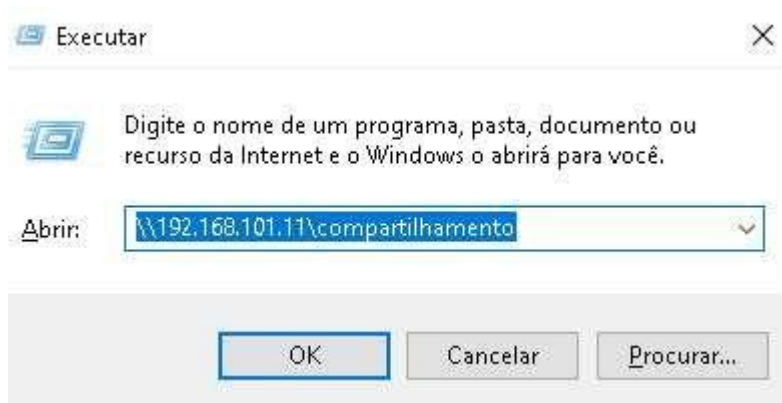 Executar
Digite o nome de um programa, pasta, documento ou
recurso da Internet e o Windows o abrirá para você.
Abrir: \\192.168.101.11\compartilhamento
OK Cancelar Procurar...